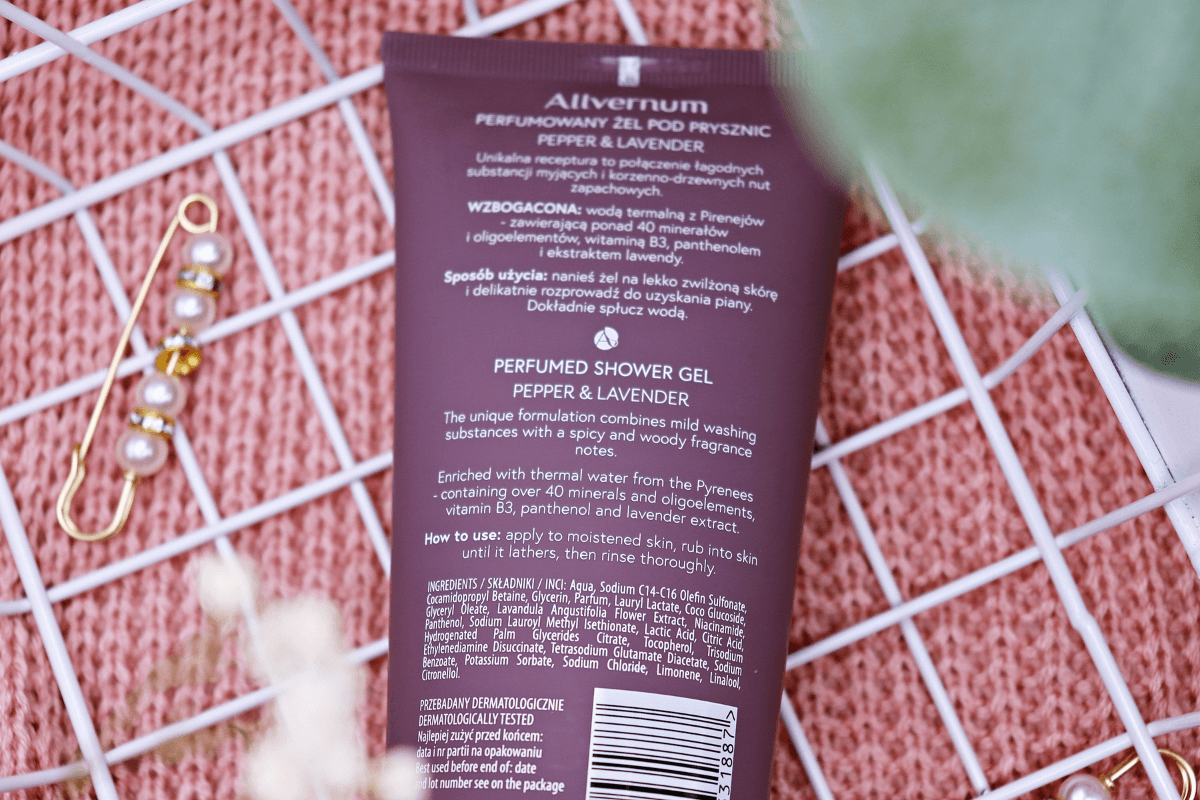 Allvernum
PERFUMOWANY ŻEL POD PRYSZNIC
PEPPER & LAVENDER
Unikalna receptura to połączenie łagodnych
substancji myjących i korzenno-drzewnych nut
zapachowych.
WZBOGACONA: wodą termalną z Pirenejów
- zawierającą ponad 40 minerałów
i oligoelementów, witaminą B3, panthenolem
i ekstraktem lawendy.
Sposób użycia: nanieś żel na lekko zwilżoną skórę
i delikatnie rozprowadź do uzyskania piany.
Dokładnie spłucz wodą.
PERFUMED SHOWER GEL
PEPPER & LAVENDER
The unique formulation combines mild washing
substances with a spicy and woody fragrance
notes.
Enriched with thermal water from the Pyrenees
- containing over 40 minerals and oligoelements,
vitamin B3, panthenol and lavender extract.
How to use: apply to moistened skin, rub into skin
until it lathers, then rinse thoroughly.
INGREDIENTS / SKŁADNIKI / INCI: Aqua, Sodium C14-C16 Olefin Sulfonate,
Cocamidopropyl Betaine, Glycerin, Parfum, Lauryl Lactate, Coco Glucoside,
Glyceryl Oleate, Lavandula Angustifolia Flower Extract, Niacinamide,
Panthenol, Sodium Lauroyl Methyl Isethionate, Lactic Acid, Citric Acid,
Hydrogenated Palm Glycerides Citrate, Tocopherol, Trisodium
Ethylenediamine Disuccinate, Tetrasodium Glutamate Diacetate, Sodium
Benzoate, Potassium Sorbate, Sodium Chloride, Limonene, Linalool,
Citronellol.
PRZEBADANY DERMATOLOGICZNIE
DERMATOLOGICALLY TESTED
Najlepiej zużyć przed końcem:
data i nr partii na opakowaniu
Best used before end: date
and lot number see on the package
331887